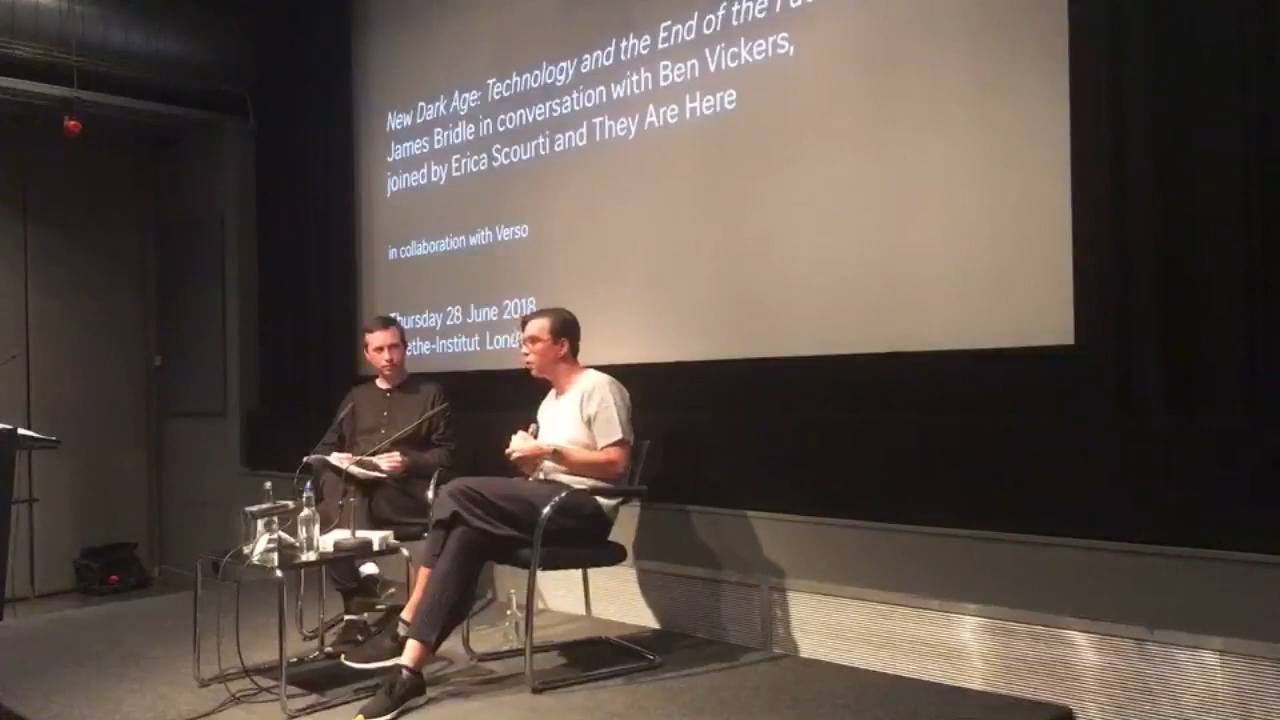 New Dark Age: Technology and the End of the
James Bridle in conversation with Ben Vickers,
joined by Erica Scourti and They Are Here
in collaboration with Verso
Thursday 28 June 2018